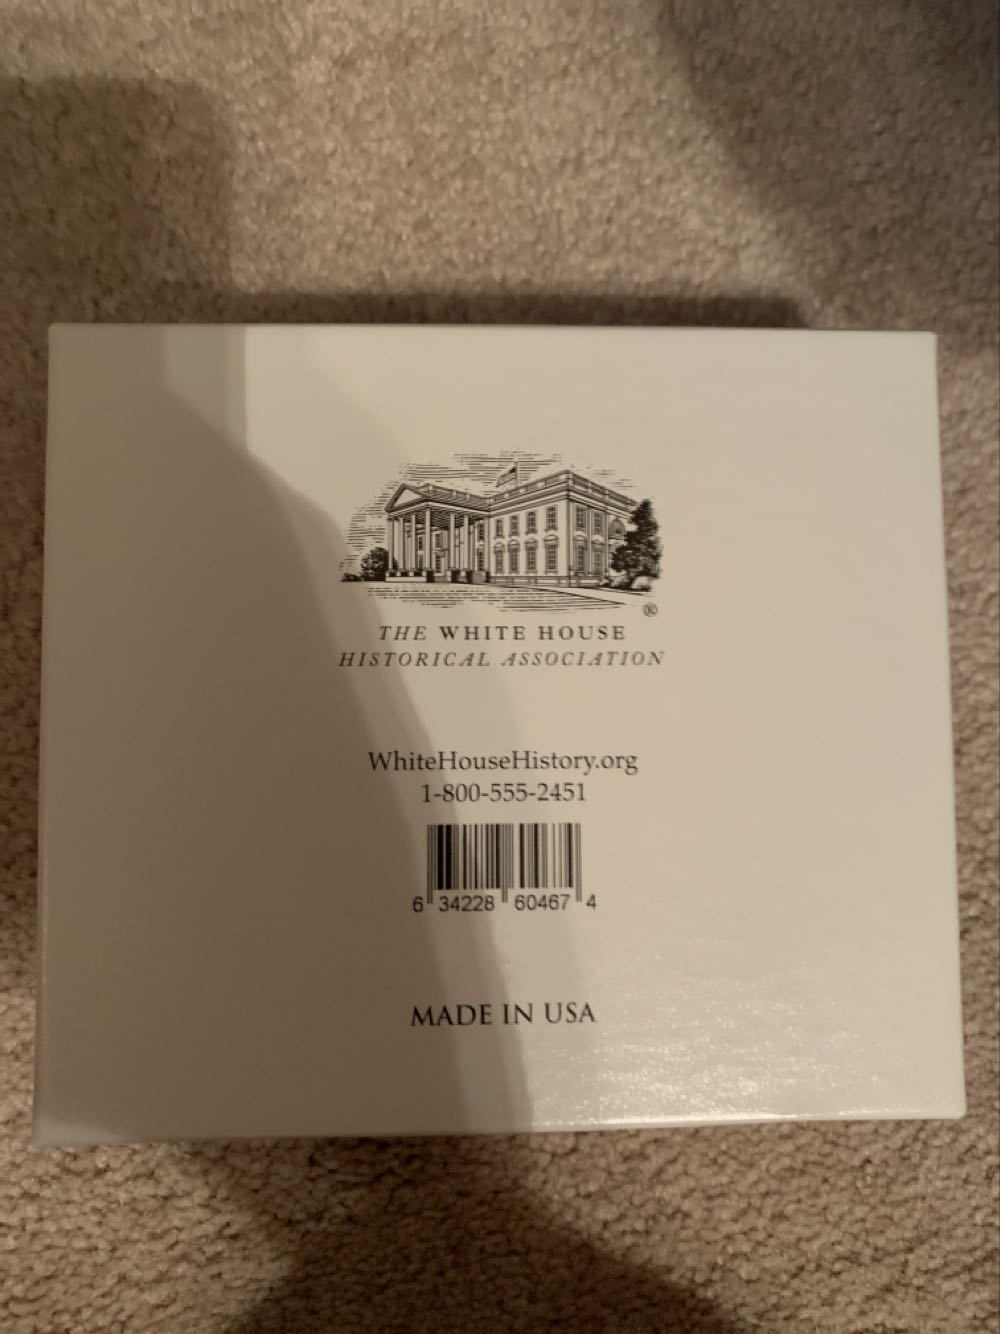 ®
THE WHITE HOUSE
HISTORICAL ASSOCIATION
WhiteHouseHistory.org
1-800-555-2451
6 34228 60467 4
MADE IN USA